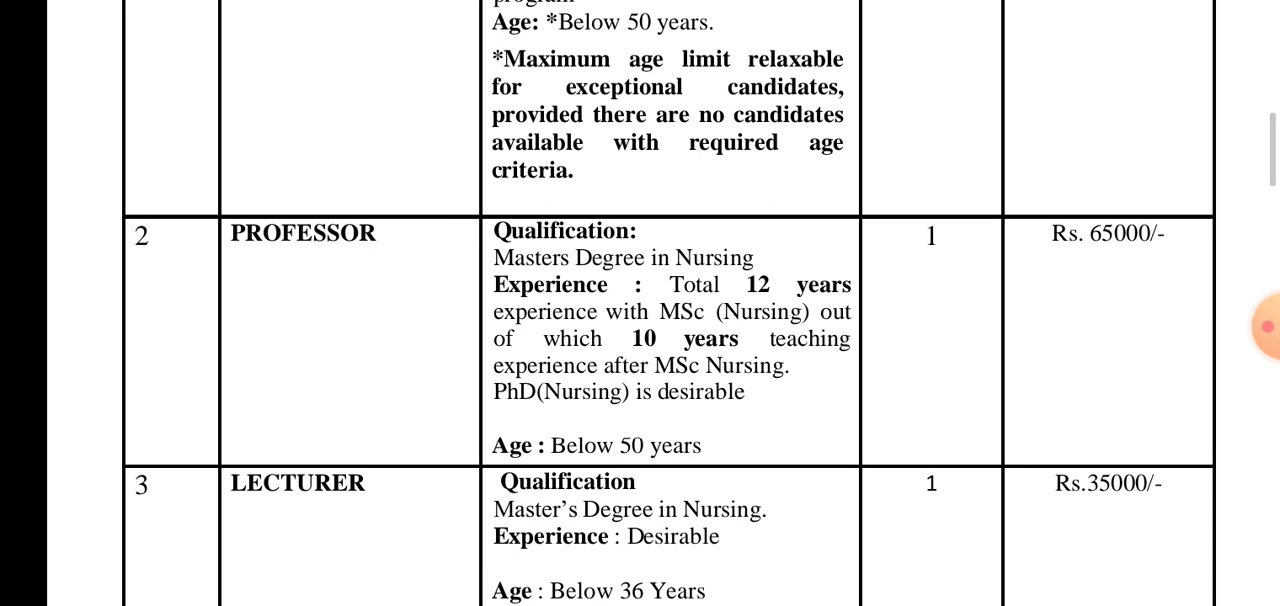 program
Age: *Below 50 years.
*Maximum age limit relaxable
for exceptional candidates,
provided there are no candidates
available with required age
criteria.
2
PROFESSOR
Qualification:
Masters Degree in Nursing
Experience : Total 12 years
experience with MSc (Nursing) out
of which 10 years teaching
experience after MSc Nursing.
PhD(Nursing) is desirable
Age : Below 50 years
1
Rs. 65000/-
3
LECTURER
Qualification
Master’s Degree in Nursing.
Experience : Desirable
Age : Below 36 Years
1
Rs.35000/-